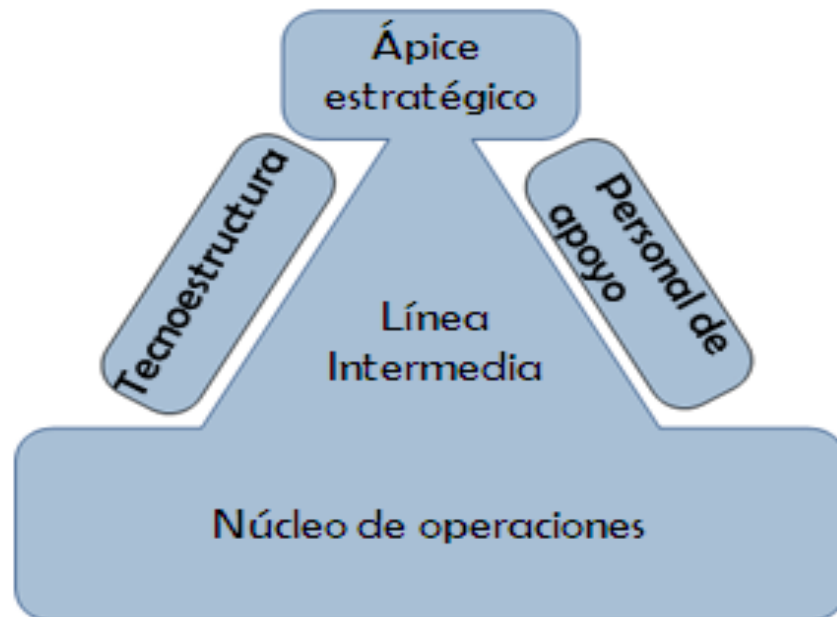 Ápice
estratégico
Tecnoestructura
Personal de
apoyo
Línea
Intermedia
Núcleo de operaciones